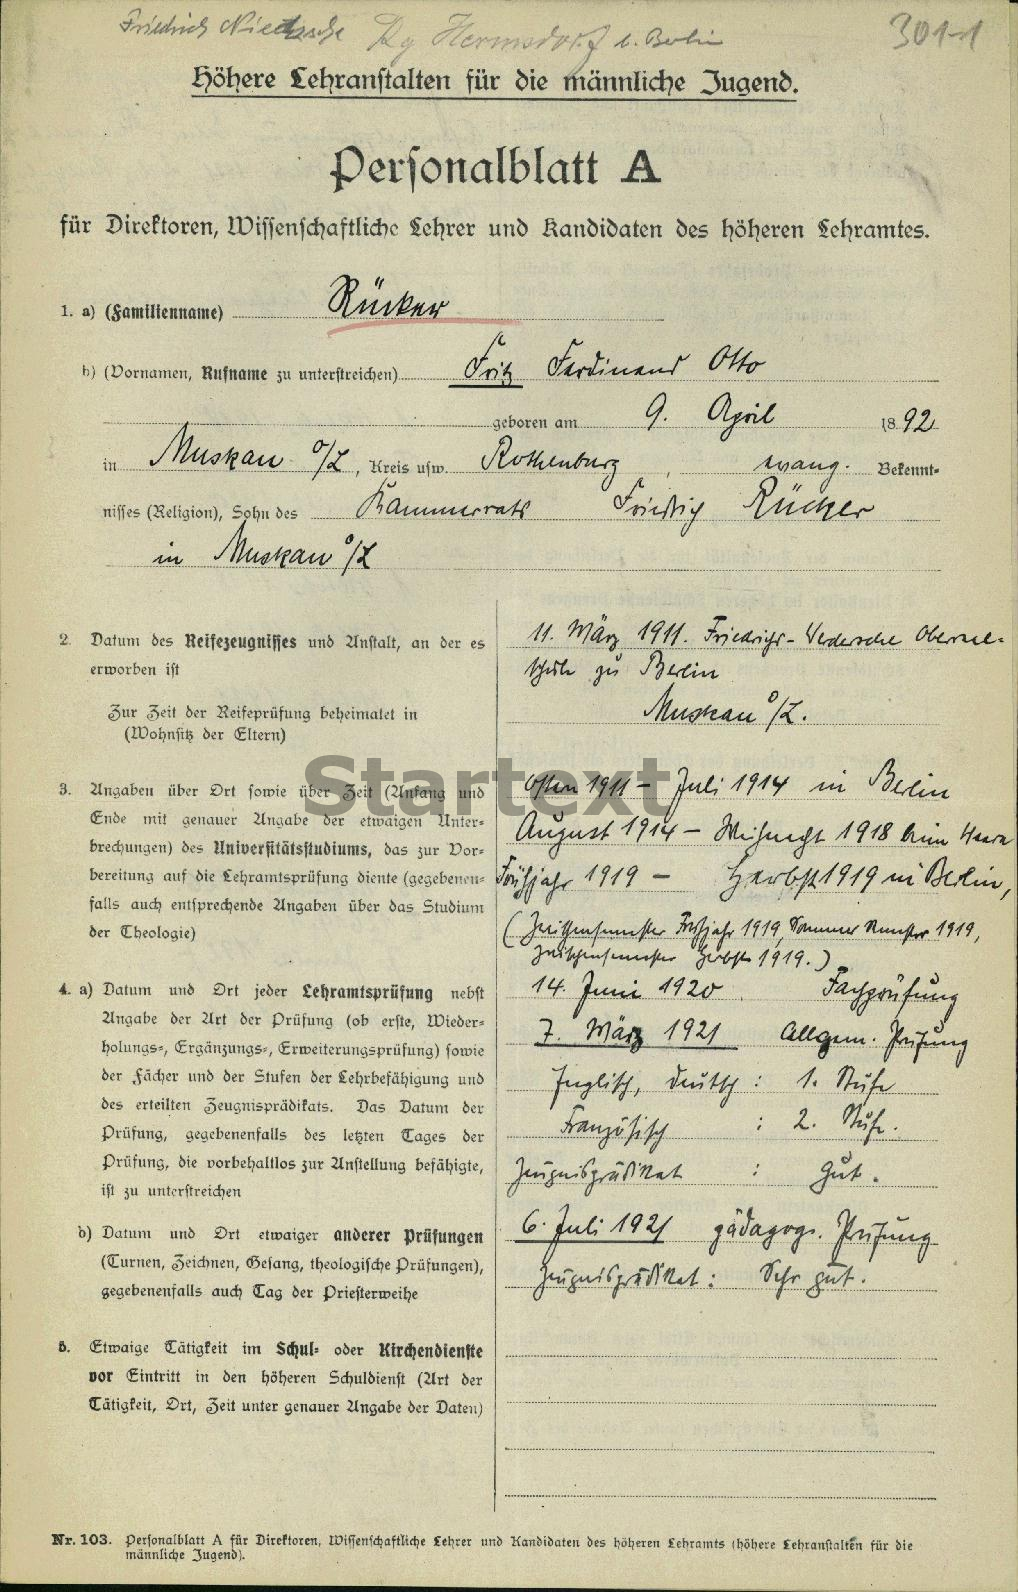 Friedrich Nietzsche Rg Hermsdorf b. Berlin 301-1
Höhere Lehranstalten für die männliche Jugend.
Personalblatt A
für Direktoren, Wissenschaftliche Lehrer und Kandidaten des höheren Lehramtes.
1. a) (Familienname) Rücker
b) (Vornamen, Rufname zu unterstreichen) Fritz Ferdinand Otto
geboren am 9. April 1892
in Muskau O/L, Kreis usw. Rothenburg, evang. Bekennt-
nisses (Religion), Sohn des Kammerrats Friedrich Rücker
in Muskau O/L
2. Datum des Reifezeugnisses und Anstalt, an der es
erworben ist
11. März 1911. Friedrichs-Werdersche Oberreal-
schule zu Berlin
Zur Zeit der Reifeprüfung beheimatet in
(Wohnsitz der Eltern)
Muskau O/L.
3. Angaben über Ort sowie über Zeit (Anfang und
Ende mit genauer Angabe der etwaigen Unter-
brechungen) des Universitätsstudiums, das zur Vor-
bereitung auf die Lehramtsprüfung diente (gegebenen-
falls auch entsprechende Angaben über das Studium
der Theologie)
Ostern 1911 – Juli 1914 in Berlin
August 1914 – Weihnacht 1918 beim Heere
Frühjahr 1919 – Herbst 1919 in Berlin,
(Zwischensemester Frühjahr 1919, Sommer Semester 1919,
Zwischensemester Herbst 1919.)
Startext
4. a) Datum und Ort jeder Lehramtsprüfung nebst
Angabe der Art der Prüfung (ob erste, Wieder-
holungs-, Ergänzungs-, Erweiterungsprüfung) sowie
der Fächer und der Stufen der Lehrbefähigung und
des erteilten Zeugnisprädikats. Das Datum der
Prüfung, gegebenenfalls des letzten Tages der
Prüfung, die vorbehaltlos zur Anstellung befähigte,
ist zu unterstreichen
14. Juni 1920. Fachprüfung
7. März 1921 Allgem. Prüfung
Englisch, Deutsch : 1. Stufe
Französisch : 2. Stufe.
Zeugnisprädikat : Gut.
b) Datum und Ort etwaiger anderer Prüfungen
(Turnen, Zeichnen, Gesang, theologische Prüfungen),
gegebenenfalls auch Tag der Priesterweihe
6. Juli 1921 pädagog. Prüfung
Zeugnisprädikat: Sehr gut.
5. Etwaige Tätigkeit im Schul- oder Kirchendienste
vor Eintritt in den höheren Schuldienst (Art der
Tätigkeit, Ort, Zeit unter genauer Angabe der Daten)
Nr. 103. Personalblatt A für Direktoren, Wissenschaftliche Lehrer und Kandidaten des höheren Lehramts (höhere Lehranstalten für die
männliche Jugend).